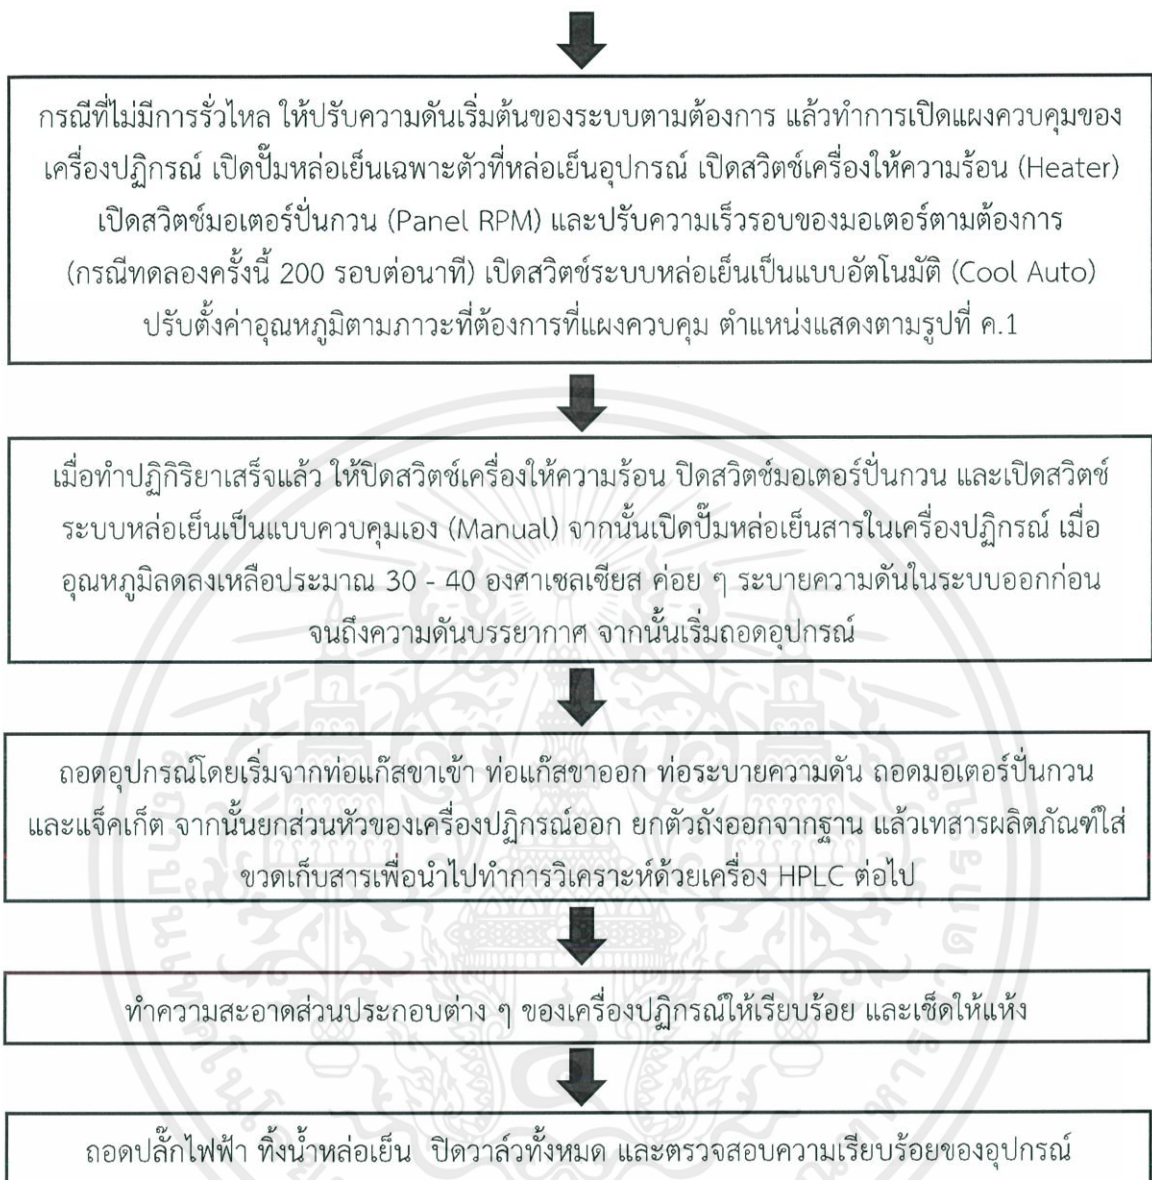 กรณีที่ไม่มีการรั่วไหล ให้ปรับความดันเริ่มต้นของระบบตามต้องการ แล้วทำการเปิดแผงควบคุมของ
เครื่องปฏิกรณ์ เปิดปั๊มหล่อเย็นเฉพาะตัวที่หล่อเย็นอุปกรณ์ เปิดสวิตช์เครื่องให้ความร้อน (Heater)
เปิดสวิตช์มอเตอร์ปั่นกวน (Panel RPM) และปรับความเร็วรอบของมอเตอร์ตามต้องการ
(กรณีทดลองครั้งนี้ 200 รอบต่อนาที) เปิดสวิตช์ระบบหล่อเย็นเป็นแบบอัตโนมัติ (Cool Auto)
ปรับตั้งค่าอุณหภูมิตามภาวะที่ต้องการที่แผงควบคุม ตำแหน่งแสดงตามรูปที่ ค.1
เมื่อทำปฏิกิริยาเสร็จแล้ว ให้ปิดสวิตช์เครื่องให้ความร้อน ปิดสวิตช์มอเตอร์ปั่นกวน และเปิดสวิตช์
ระบบหล่อเย็นเป็นแบบควบคุมเอง (Manual) จากนั้นเปิดปั๊มหล่อเย็นสารในเครื่องปฏิกรณ์ เมื่อ
อุณหภูมิลดลงเหลือประมาณ 30 - 40 องศาเซลเซียส ค่อย ๆ ระบายความดันในระบบออกก่อน
จนถึงความดันบรรยากาศ จากนั้นเริ่มถอดอุปกรณ์
ถอดอุปกรณ์โดยเริ่มจากท่อแก๊สขาเข้า ท่อแก๊สขาออก ท่อระบายความดัน ถอดมอเตอร์ปั่นกวน
และแจ็คเก็ต จากนั้นยกส่วนหัวของเครื่องปฏิกรณ์ออก ยกตัวถังออกจากฐาน แล้วเทสารผลิตภัณฑ์ใส่
ขวดเก็บสารเพื่อนำไปทำการวิเคราะห์ด้วยเครื่อง HPLC ต่อไป
ทำความสะอาดส่วนประกอบต่าง ๆ ของเครื่องปฏิกรณ์ให้เรียบร้อย และเช็ดให้แห้ง
ถอดปลั๊กไฟฟ้า ทิ้งน้ำหล่อเย็น ปิดวาล์วทั้งหมด และตรวจสอบความเรียบร้อยของอุปกรณ์